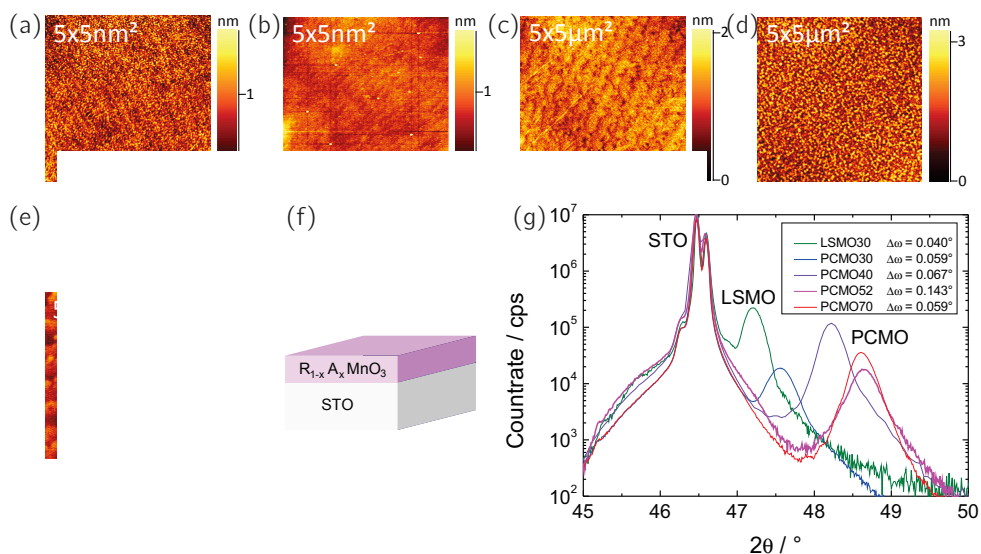 (a)
5x5nm²
nm
1
(b)
5x5nm²
nm
1
(c)
5x5µm²
nm
2
0
(d)
5x5µm²
nm
3
0
(e)
(f)
R₁₋ₓ Aₓ MnO₃
STO
(g)
10⁷
10⁶
10⁵
10⁴
10³
10²
Countrate / cps
STO
LSMO
PCMO
LSMO30 Δω = 0.040°
PCMO30 Δω = 0.059°
PCMO40 Δω = 0.067°
PCMO52 Δω = 0.143°
PCMO70 Δω = 0.059°
45 46 47 48 49 50
2θ / °